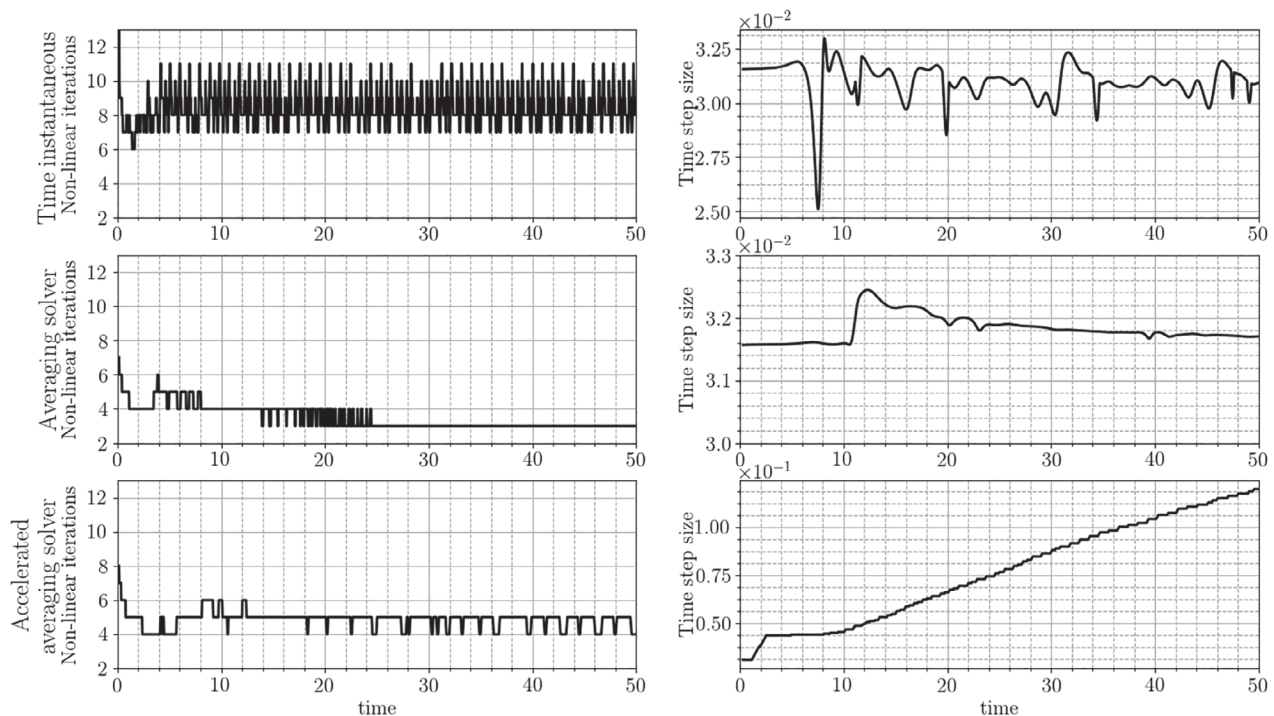 Time instantaneous
Non-linear iterations
12
10
8
6
4
2
0 10 20 30 40 50
×10⁻²
Time step size
3.25
3.00
2.75
2.50
0 10 20 30 40 50
time
Averaging solver
Non-linear iterations
12
10
8
6
4
2
0 10 20 30 40 50
×10⁻²
Time step size
3.3
3.2
3.1
3.0
0 10 20 30 40 50
Accelerated
averaging solver
Non-linear iterations
12
10
8
6
4
2
0 10 20 30 40 50
time
×10⁻¹
Time step size
1.00
0.75
0.50
0 10 20 30 40 50
time